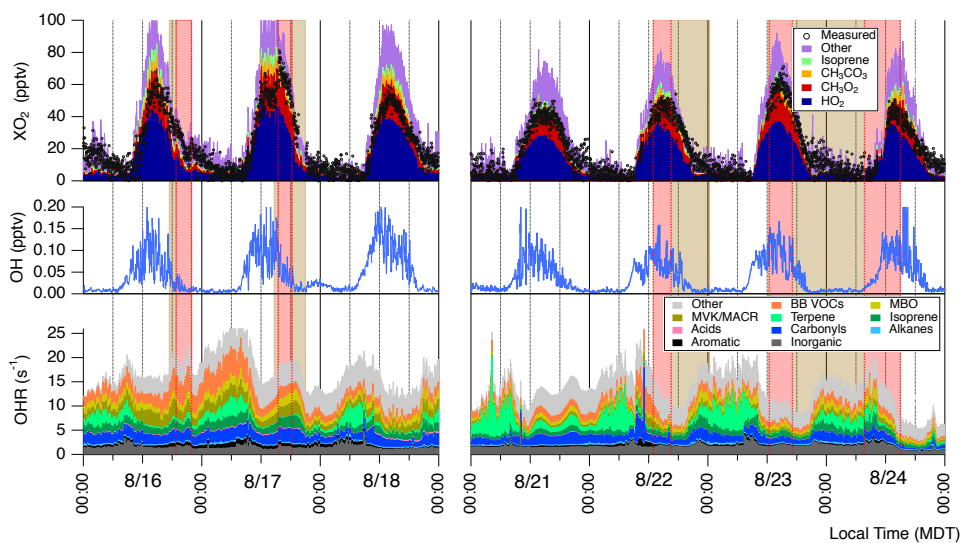 XO2 (pptv)
100
80
60
40
20
0
Measured
Other
Isoprene
CH3CO3
CH3O2
HO2
OH (pptv)
0.20
0.15
0.10
0.05
0.00
Other BB VOCs MBO
MVK/MACR Terpene Isoprene
Acids Carbonyls Alkanes
Aromatic Inorganic
OHR (s-1)
25
20
15
10
5
0
00:00 8/16 00:00 8/17 00:00 8/18 00:00 00:00 8/21 00:00 8/22 00:00 8/23 00:00 8/24 00:00
Local Time (MDT)